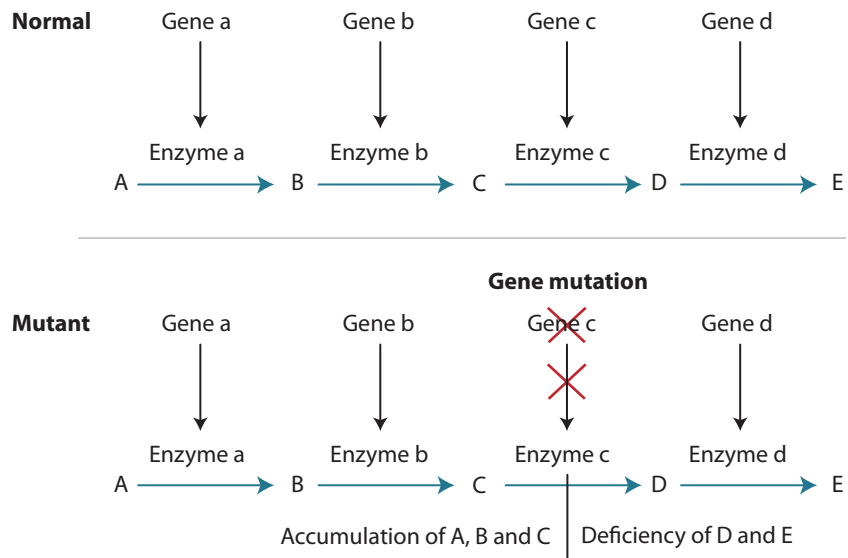 Normal Gene a Gene b Gene c Gene d
Enzyme a Enzyme b Enzyme c Enzyme d
A B C D E
Gene mutation
Mutant Gene a Gene b Gene c Gene d
Enzyme a Enzyme b Enzyme c Enzyme d
A B C D E
Accumulation of A, B and C Deficiency of D and E